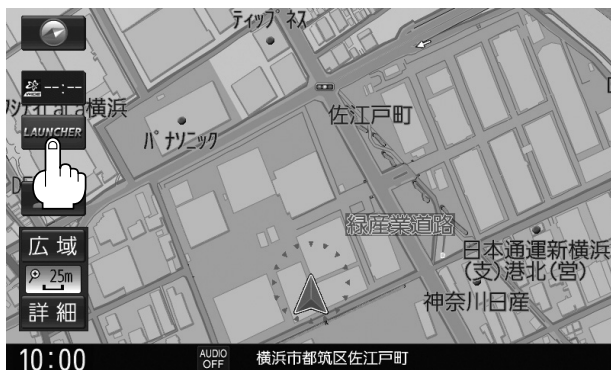 ティップネス
--:--
ララ横浜
LAUNCHER
パナソニック
佐江戸町
緑産業道路
広域
25m
詳細
日本通運新横浜
(支)港北(営)
神奈川日産
10:00
AUDIO
OFF
横浜市都筑区佐江戸町